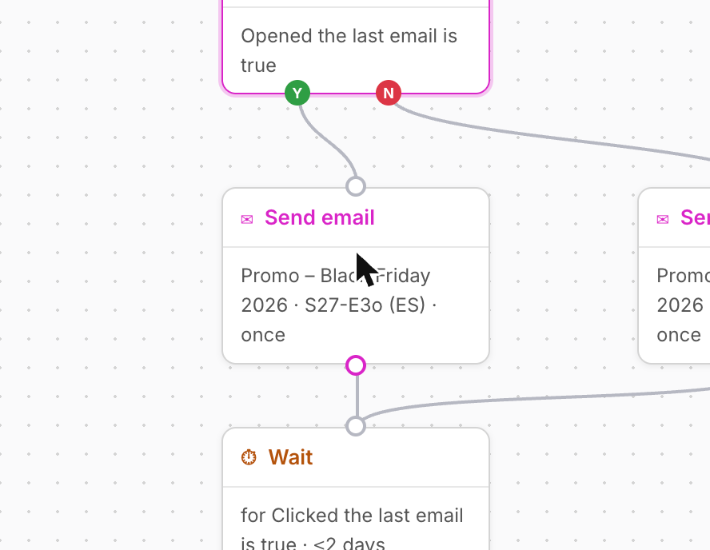 Opened the last email is
true
Y
N
Send email
Promo – Black Friday
2026 · S27-E3o (ES) ·
once
Promo
2026
once
Wait
for Clicked the last email
is true · <2 days